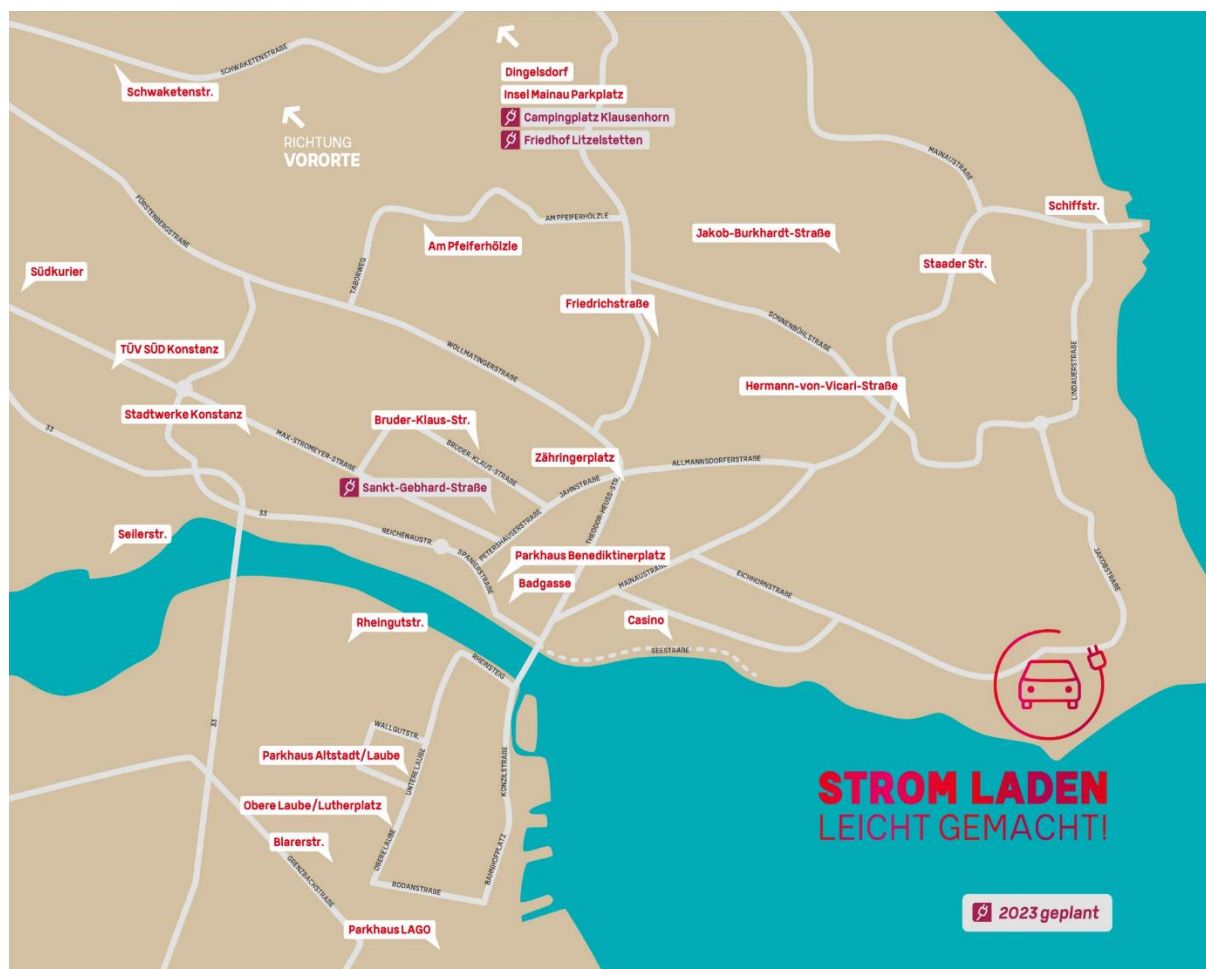 SCHWAKETENSTRAßE
Schwaketenstr.
Dingelsdorf
Insel Mainau Parkplatz
Campingplatz Klausenhorn
Friedhof Litzelstetten
RICHTUNG
VORORTE
MAINAUSTRAßE
Schiffstr.
FÜRSTENBERGSTRAßE
AM PFEIFERHÖLZLE
Am Pfeiferhölzle
TABORWEG
Jakob-Burkhardt-Straße
Staader Str.
Südkurier
Friedrichstraße
SONNENBÜHLSTRAßE
LINDAUERSTRAßE
TÜV SÜD Konstanz
WOLLMATINGERSTRAßE
Hermann-von-Vicari-Straße
Stadtwerke Konstanz
Bruder-Klaus-Str.
33
MAX-STROMEYER-STRAßE
BRUDER-KLAUS-STRAßE
Zähringerplatz
ALLMANNSDORFERSTRAßE
Sankt-Gebhard-Straße
JAHNSTRAßE
THEODOR-HEUSS-STR.
33
REICHENAUSTR.
PETERSHAUSERSTRAßE
SPANIERSTRAßE
Seilerstr.
Parkhaus Benediktinerplatz
Badgasse
MAINAUSTRAßE
EICHHORNSTRAßE
JAKOBSTRAßE
Rheingutstr.
Casino
SEESTRAßE
RHEINSTEIG
33
WALLGUTSTR.
Parkhaus Altstadt/Laube
UNTERE LAUBE
KONZILSTRAßE
Obere Laube/Lutherplatz
Blarerstr.
OBERE LAUBE
GRENZBACHSTRAßE
BODANSTRAßE
BAHNHOFPLATZ
Parkhaus LAGO
STROM LADEN
LEICHT GEMACHT!
2023 geplant